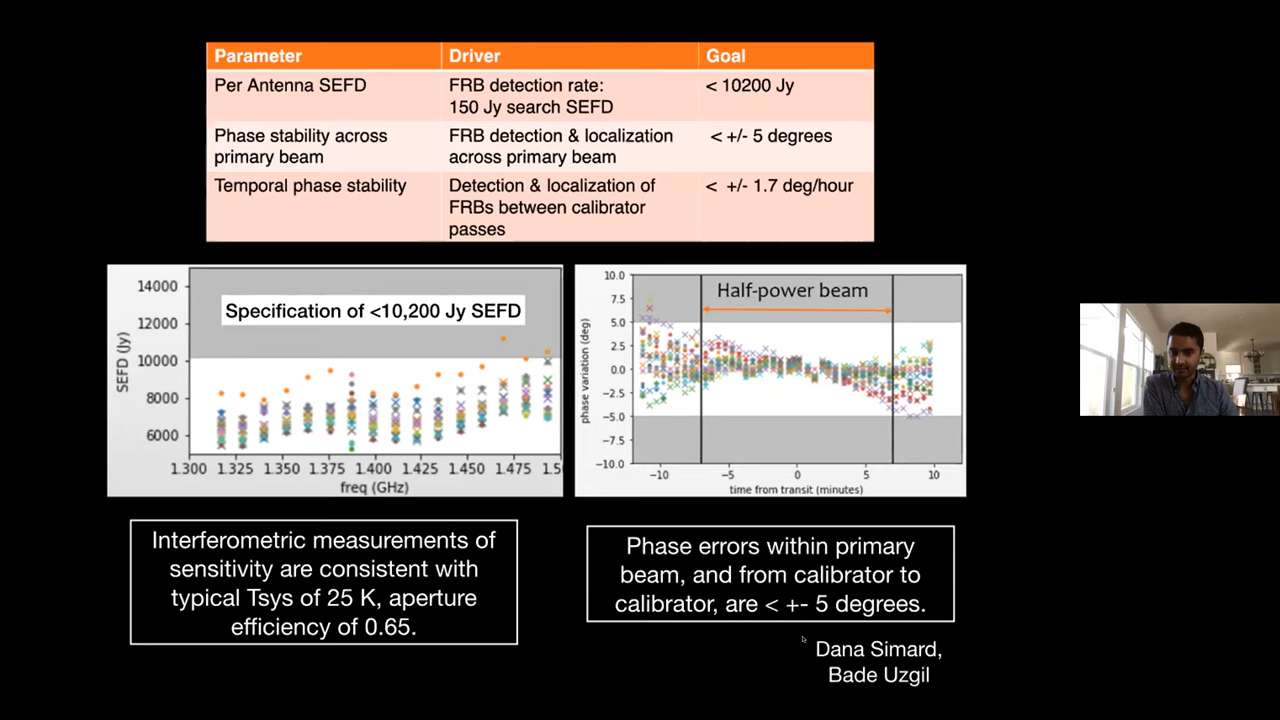 Parameter Driver Goal
Per Antenna SEFD FRB detection rate: < 10200 Jy
150 Jy search SEFD
Phase stability across FRB detection & localization < +/- 5 degrees
primary beam across primary beam
Temporal phase stability Detection & localization of < +/- 1.7 deg/hour
FRBs between calibrator
passes
Specification of <10,200 Jy SEFD
SEFD (Jy)
14000
12000
10000
8000
6000
1.300 1.325 1.350 1.375 1.400 1.425 1.450 1.475 1.50
freq (GHz)
Half-power beam
phase variation (deg)
10.0
7.5
5.0
2.5
0.0
−2.5
−5.0
−7.5
−10.0
−10 −5 0 5 10
time from transit (minutes)
Interferometric measurements of
sensitivity are consistent with
typical Tsys of 25 K, aperture
efficiency of 0.65.
Phase errors within primary
beam, and from calibrator to
calibrator, are < +- 5 degrees.
Dana Simard,
Bade Uzgil